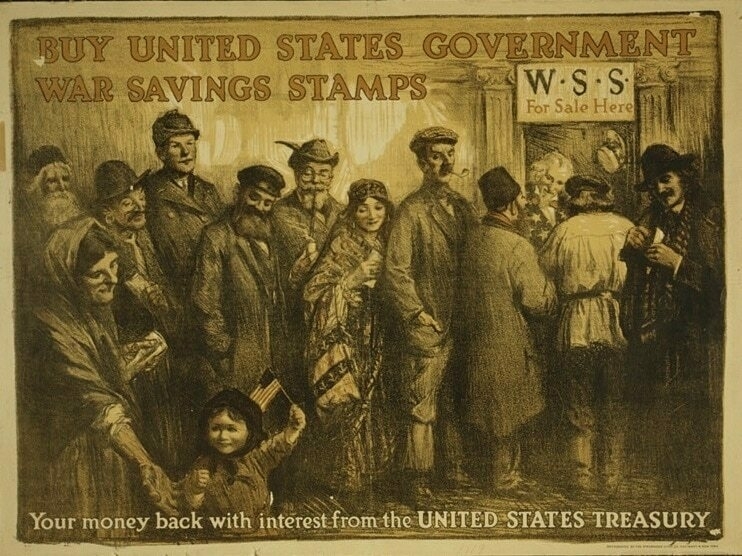 BUY UNITED STATES GOVERNMENT
WAR SAVINGS STAMPS
W·S·S·
For Sale Here
Your money back with interest from the UNITED STATES TREASURY